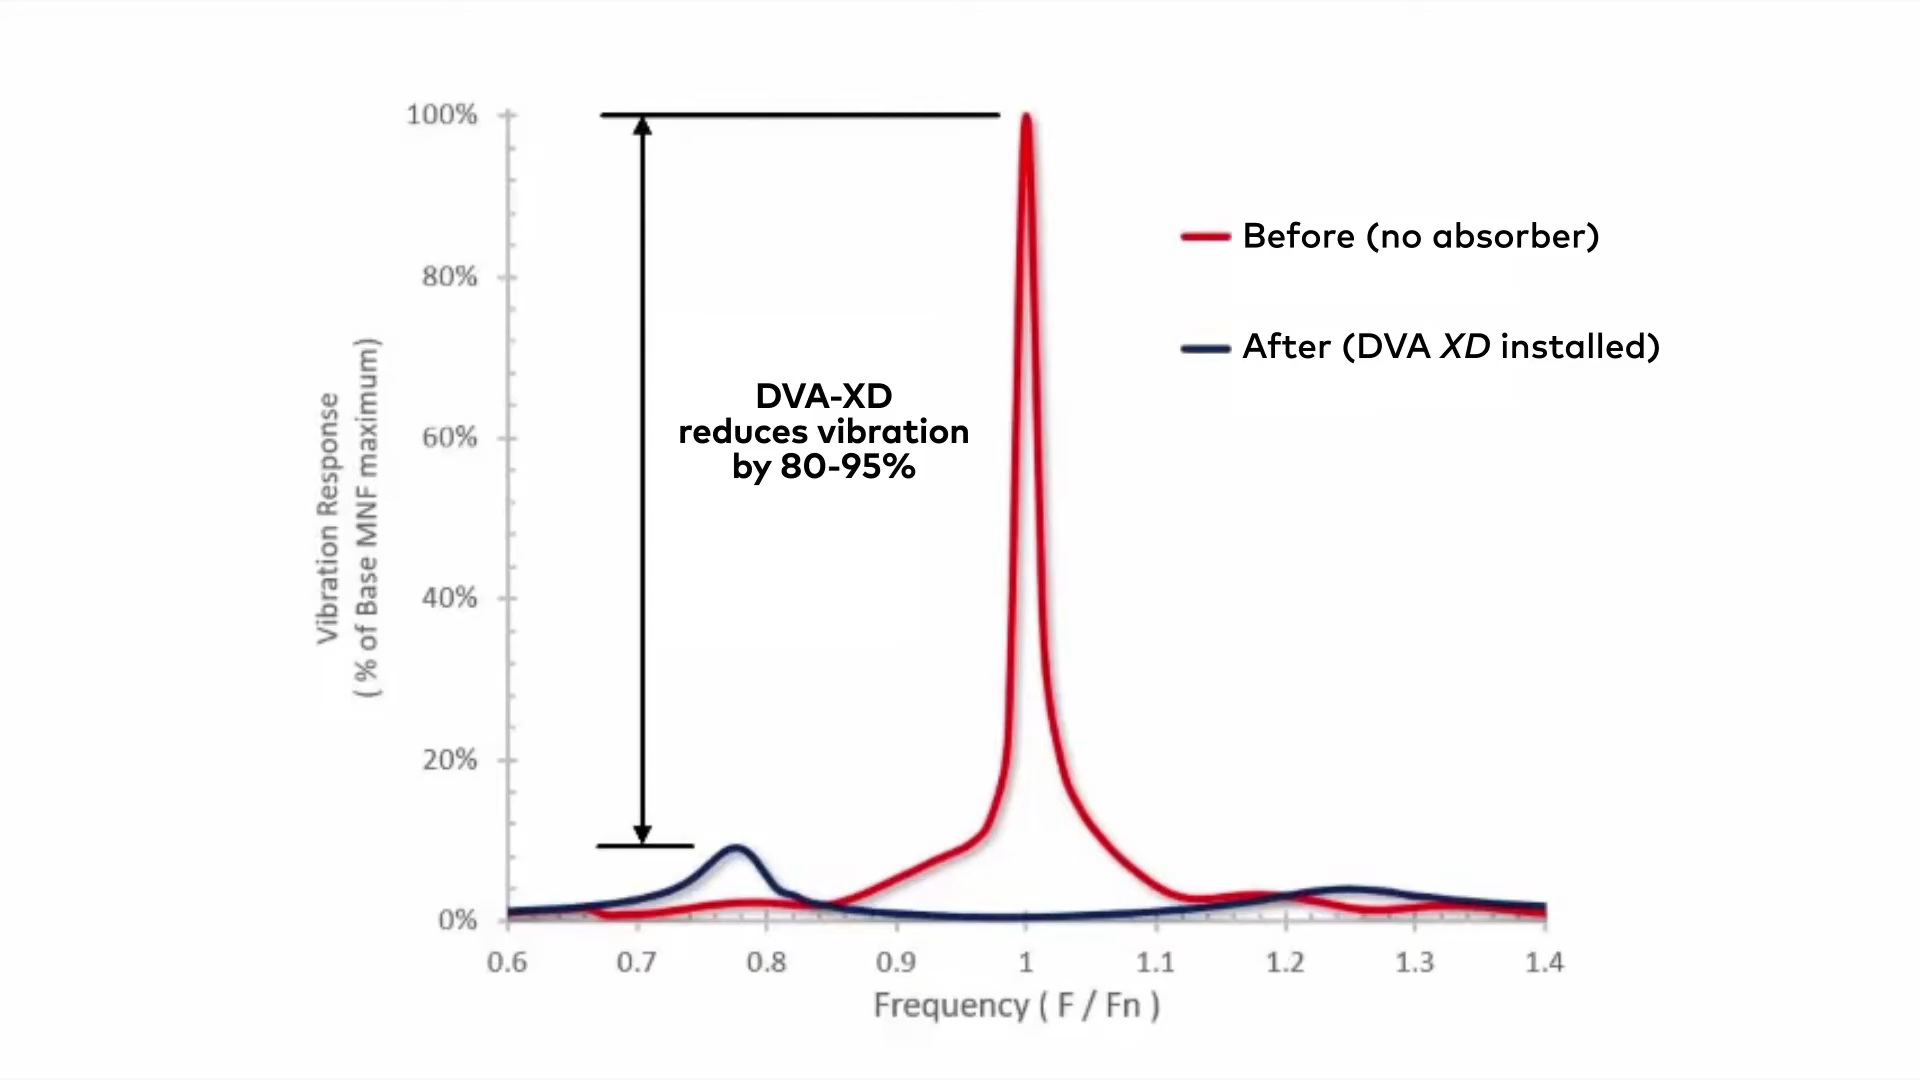 100%
80%
60%
40%
20%
0%
Vibration Response
( % of Base MNF maximum)
DVA-XD
reduces vibration
by 80-95%
Before (no absorber)
After (DVA XD installed)
0.6 0.7 0.8 0.9 1 1.1 1.2 1.3 1.4
Frequency ( F / Fn )